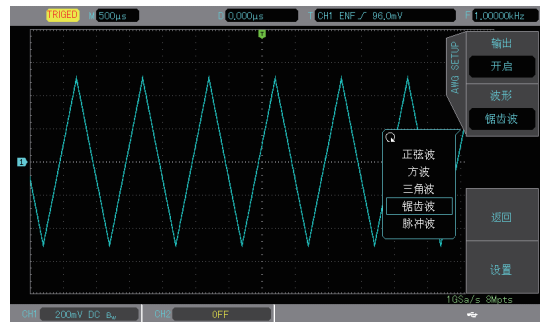 TRIGED M 500μs D 0.000μs T CH1 ENF 96.0mV F 1.00000kHz
T
AWG SETUP
输出
开启
波形
锯齿波
正弦波
方波
三角波
锯齿波
脉冲波
1
返回
设置
1GSa/s 8Mpts
CH1 200mV DC Bw CH2 OFF